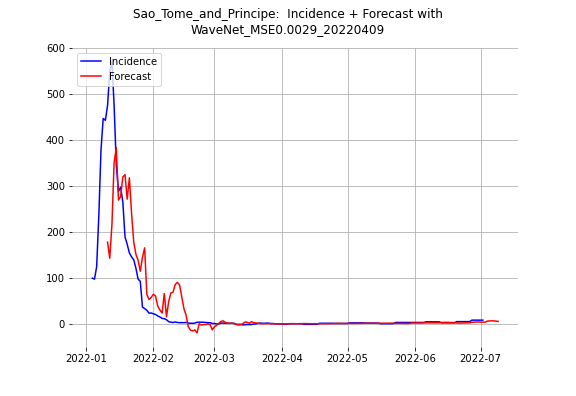 Sao_Tome_and_Principe:  Incidence + Forecast with
WaveNet_MSE0.0029_20220409
600
Incidence
Forecast
500
400
300
200
100
0
2022-01 2022-02 2022-03 2022-04 2022-05 2022-06 2022-07